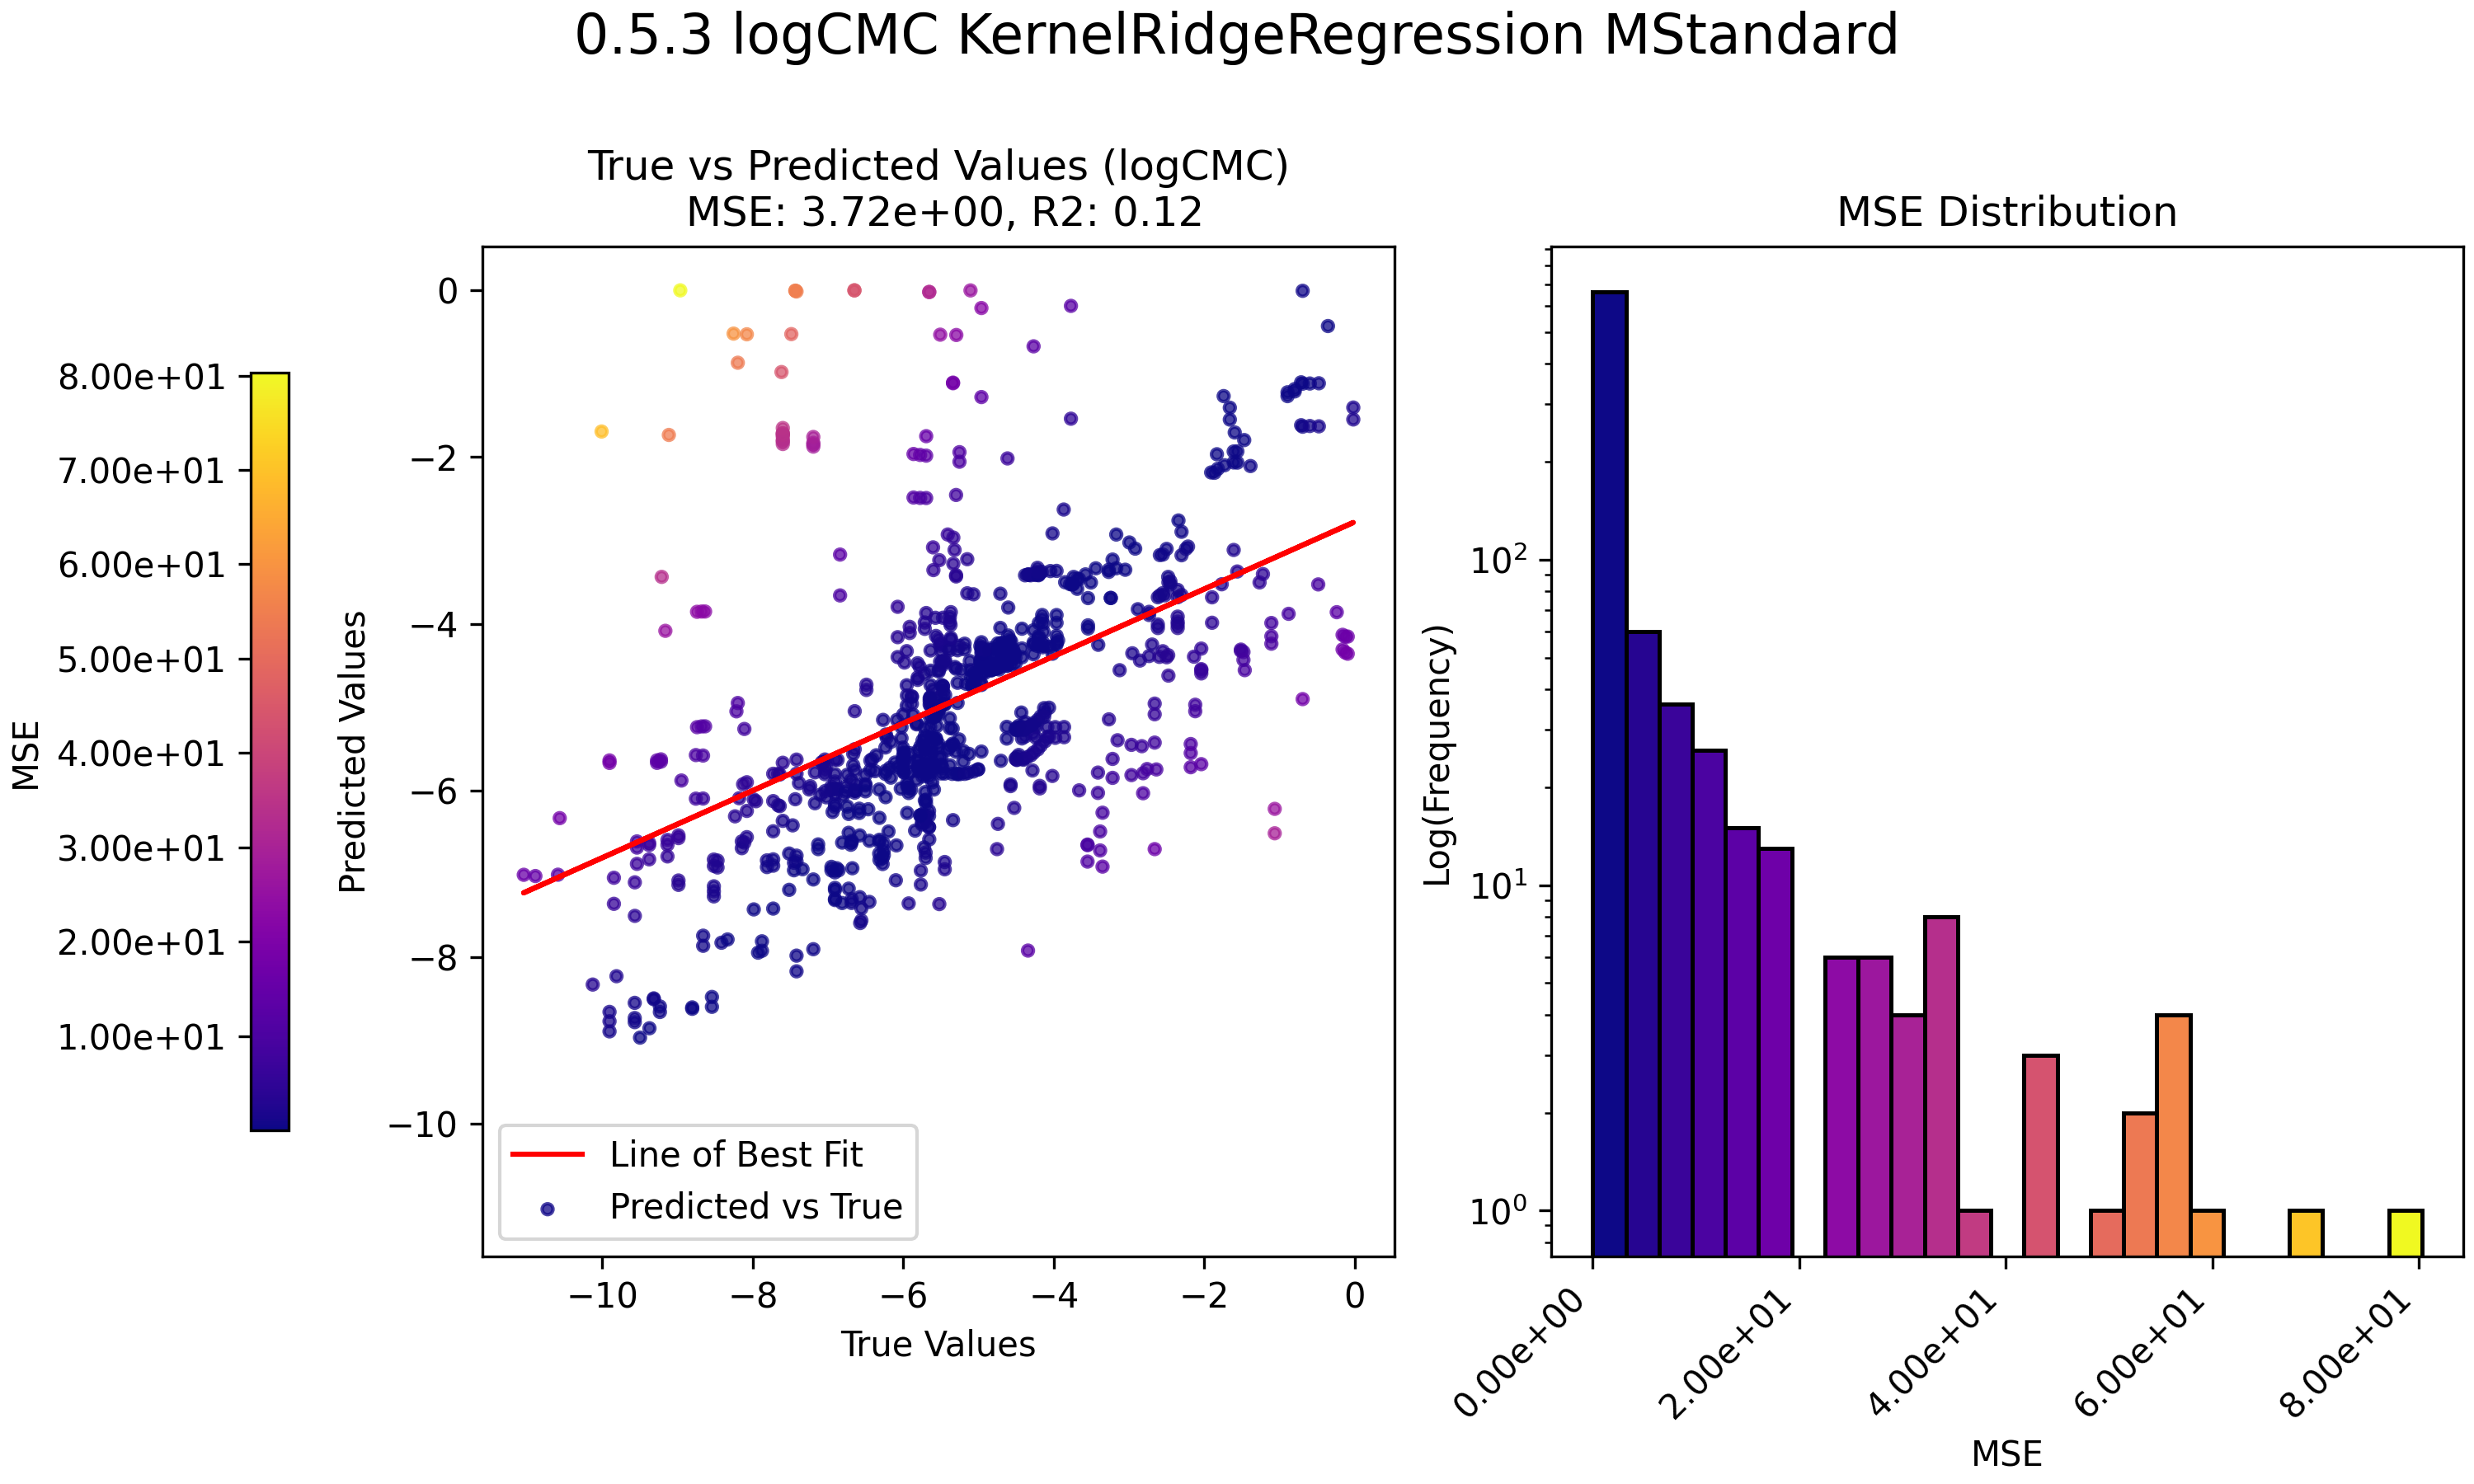 0.5.3 logCMC KernelRidgeRegression MStandard
True vs Predicted Values (logCMC)
MSE: 3.72e+00, R2: 0.12
MSE Distribution
8.00e+01
7.00e+01
6.00e+01
5.00e+01
4.00e+01
3.00e+01
2.00e+01
1.00e+01
MSE
0
−2
−4
−6
−8
−10
Predicted Values
Line of Best Fit
Predicted vs True
−10
−8
−6
−4
−2
0
True Values
10²
10¹
10⁰
Log(Frequency)
0.00e+00
2.00e+01
4.00e+01
6.00e+01
8.00e+01
MSE